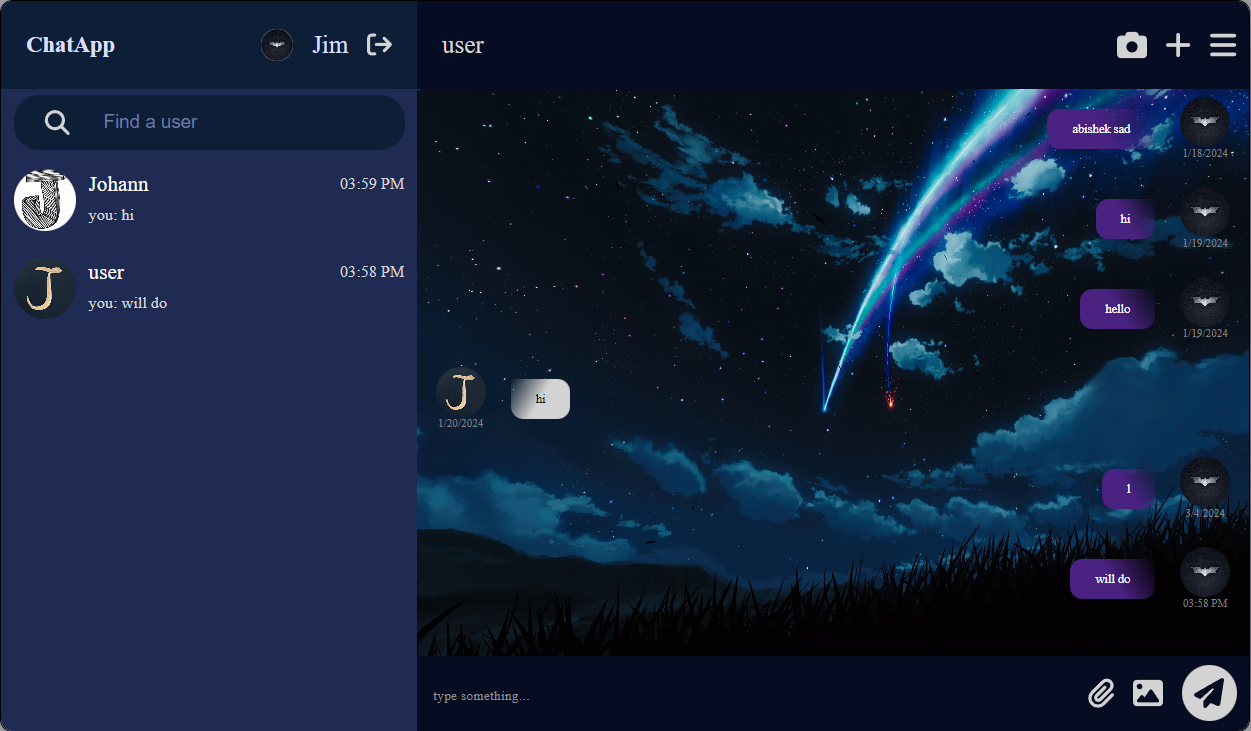 ChatApp
Jim
user
Find a user
Johann
03:59 PM
you: hi
user
03:58 PM
you: will do
abishek sad
1/18/2024
hi
1/19/2024
hello
1/19/2024
hi
1/20/2024
1
3/4/2024
will do
03:58 PM
type something...